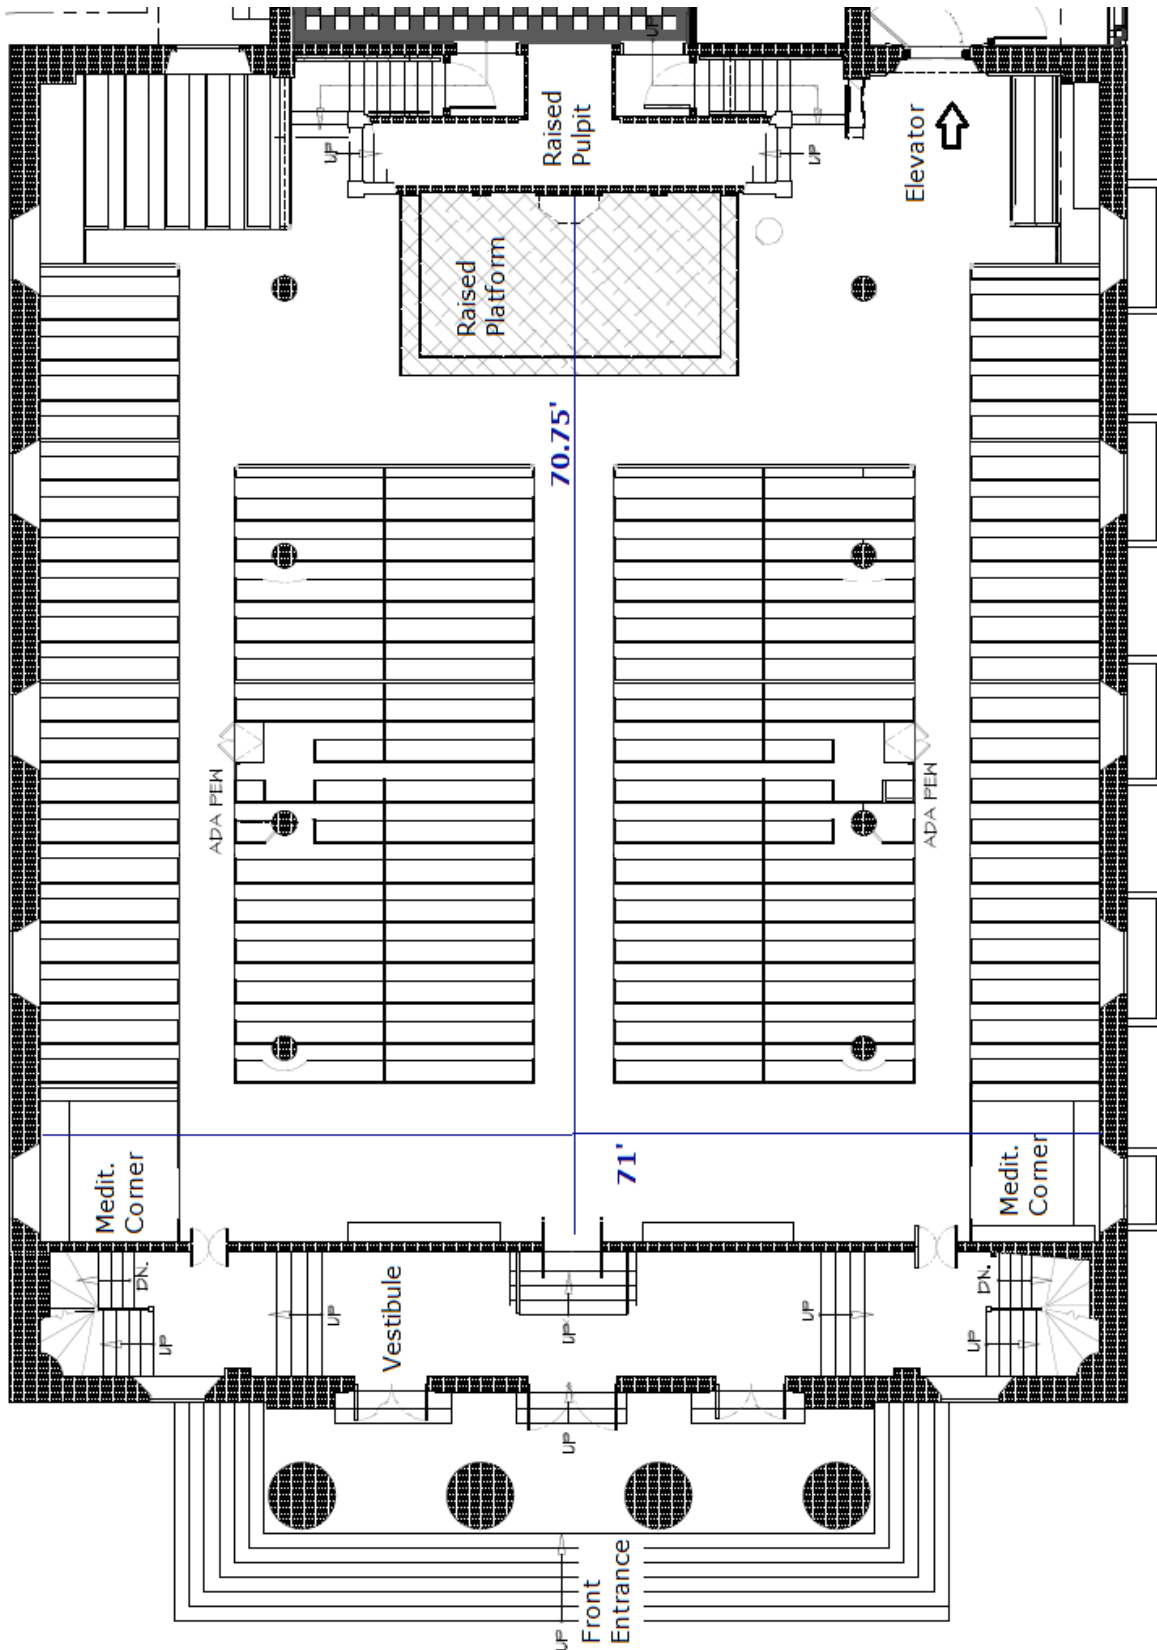 UP
Raised
Pulpit
UP
UP
Elevator
Raised
Platform
70.75'
ADA PEW
ADA PEW
71'
Medit.
Corner
Medit.
Corner
DN.
UP
UP
Vestibule
UP
UP
UP
DN.
UP
Front
Entrance
UP